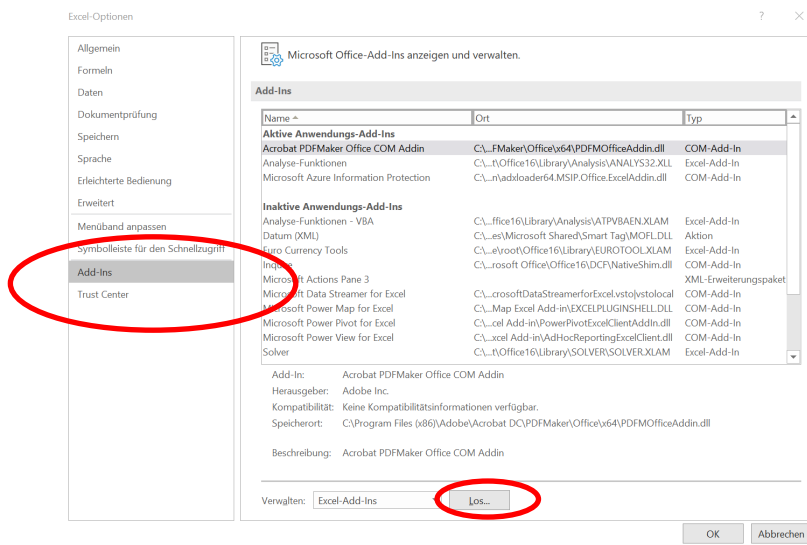 Excel-Optionen ? ×
Allgemein
Formeln
Daten
Dokumentprüfung
Speichern
Sprache
Erleichterte Bedienung
Erweitert
Menüband anpassen
Symbolleiste für den Schnellzugriff
Add-Ins
Trust Center
Microsoft Office-Add-Ins anzeigen und verwalten.
Add-Ins
Name Ort Typ
Aktive Anwendungs-Add-Ins
Acrobat PDFMaker Office COM Addin C:\...FMaker\Office\x64\PDFMOfficeAddin.dll COM-Add-In
Analyse-Funktionen C:\...t\Office16\Library\Analysis\ANALYS32.XLL Excel-Add-In
Microsoft Azure Information Protection C:\...n\adxloader64.MSIP.Office.ExcelAddin.dll COM-Add-In
Inaktive Anwendungs-Add-Ins
Analyse-Funktionen - VBA C:\...ffice16\Library\Analysis\ATPVBAEN.XLAM Excel-Add-In
Datum (XML) C:\...es\Microsoft Shared\Smart Tag\MOFL.DLL Aktion
Euro Currency Tools C:\...e\root\Office16\Library\EUROTOOL.XLAM Excel-Add-In
Inquire C:\...rosoft Office\Office16\DCF\NativeShim.dll COM-Add-In
Microsoft Actions Pane 3 XML-Erweiterungspaket
Microsoft Data Streamer for Excel C:\...crosoftDataStreamerforExcel.vsto|vstolocal COM-Add-In
Microsoft Power Map for Excel C:\...Map Excel Add-in\EXCELPLUGINSHELL.DLL COM-Add-In
Microsoft Power Pivot for Excel C:\...cel Add-in\PowerPivotExcelClientAddIn.dll COM-Add-In
Microsoft Power View for Excel C:\...xcel Add-in\AdHocReportingExcelClient.dll COM-Add-In
Solver C:\...t\Office16\Library\SOLVER\SOLVER.XLAM Excel-Add-In
Add-In: Acrobat PDFMaker Office COM Addin
Herausgeber: Adobe Inc.
Kompatibilität: Keine Kompatibilitätsinformationen verfügbar.
Speicherort: C:\Program Files (x86)\Adobe\Acrobat DC\PDFMaker\Office\x64\PDFMOfficeAddin.dll
Beschreibung: Acrobat PDFMaker Office COM Addin
Verwalten: Excel-Add-Ins Los...
OK Abbrechen